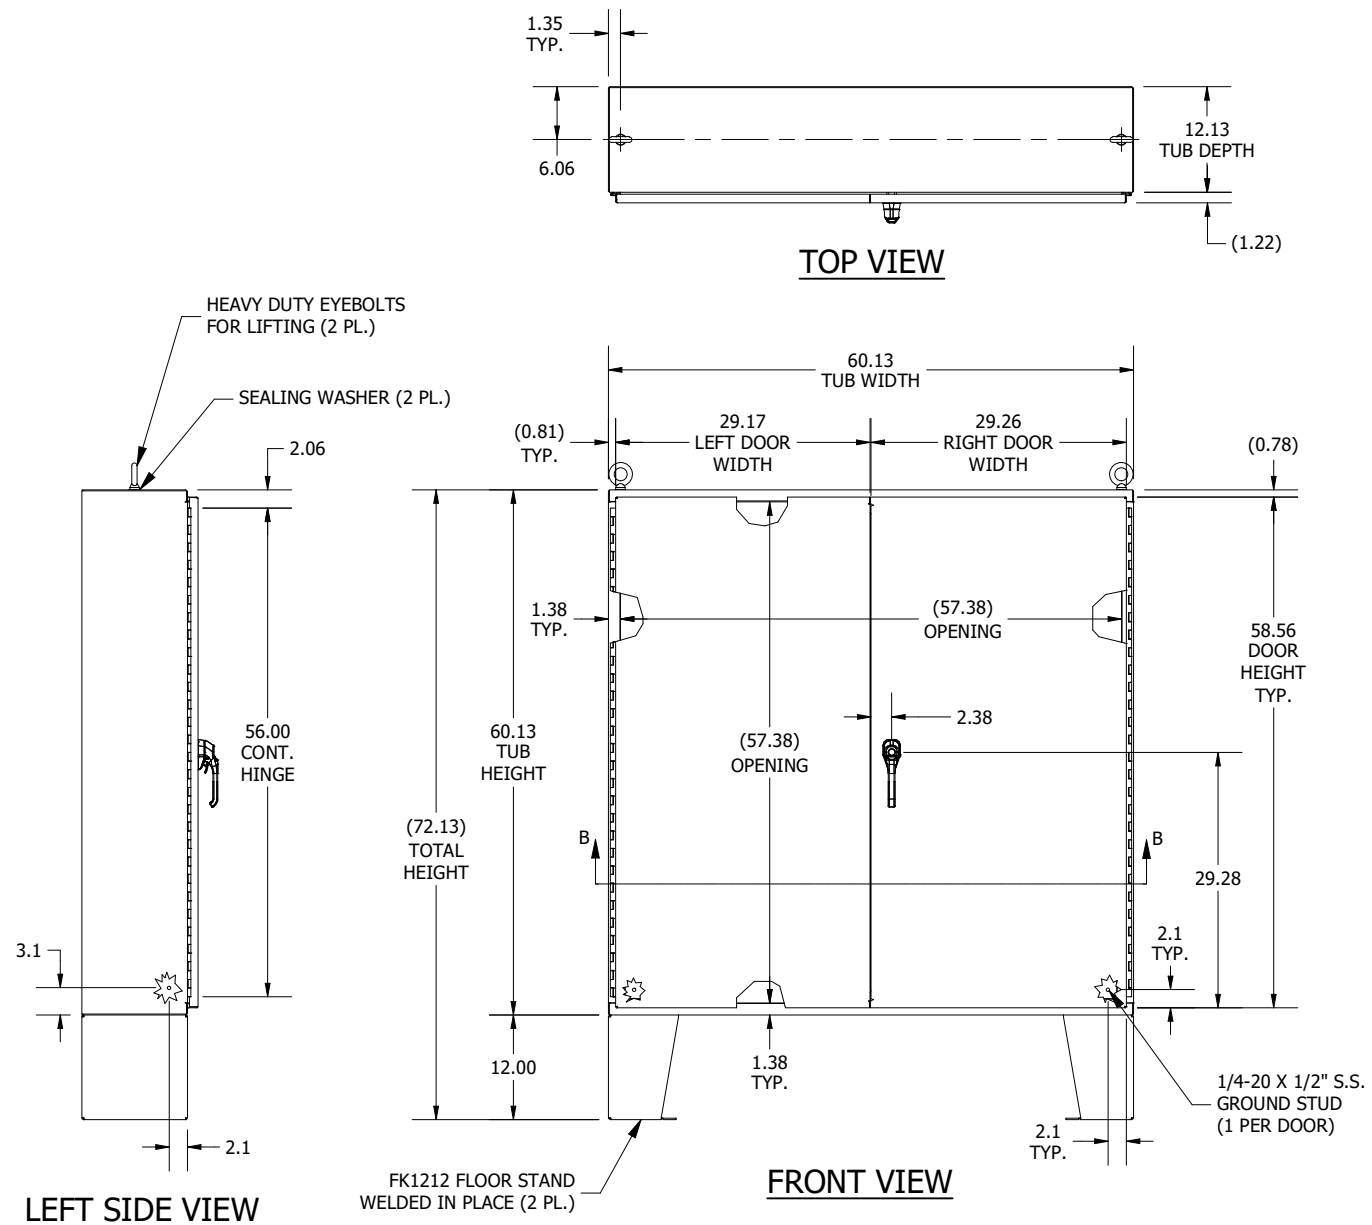 1.35
TYP.
6.06
12.13
TUB DEPTH
(1.22)
TOP VIEW
HEAVY DUTY EYEBOLTS
FOR LIFTING (2 PL.)
SEALING WASHER (2 PL.)
2.06
56.00
CONT.
HINGE
3.1
2.1
LEFT SIDE VIEW
60.13
TUB WIDTH
(0.81)
TYP.
29.17
LEFT DOOR
WIDTH
29.26
RIGHT DOOR
WIDTH
(0.78)
1.38
TYP.
(57.38)
OPENING
58.56
DOOR
HEIGHT
TYP.
2.38
60.13
TUB
HEIGHT
(57.38)
OPENING
(72.13)
TOTAL
HEIGHT
B
B
29.28
2.1
TYP.
12.00
1.38
TYP.
1/4-20 X 1/2" S.S.
GROUND STUD
(1 PER DOOR)
2.1
TYP.
FK1212 FLOOR STAND
WELDED IN PLACE (2 PL.)
FRONT VIEW